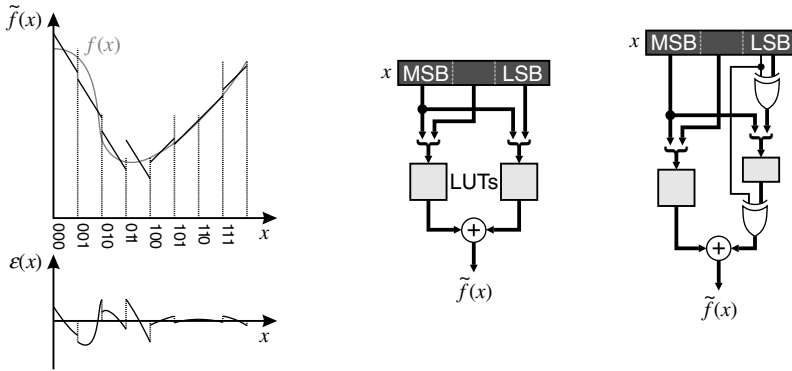 f̃(x)
f(x)
000
001
010
011
100
101
110
111
x
ε(x)
x
x MSB LSB
LUTs
+
f̃(x)
x MSB LSB
+
f̃(x)